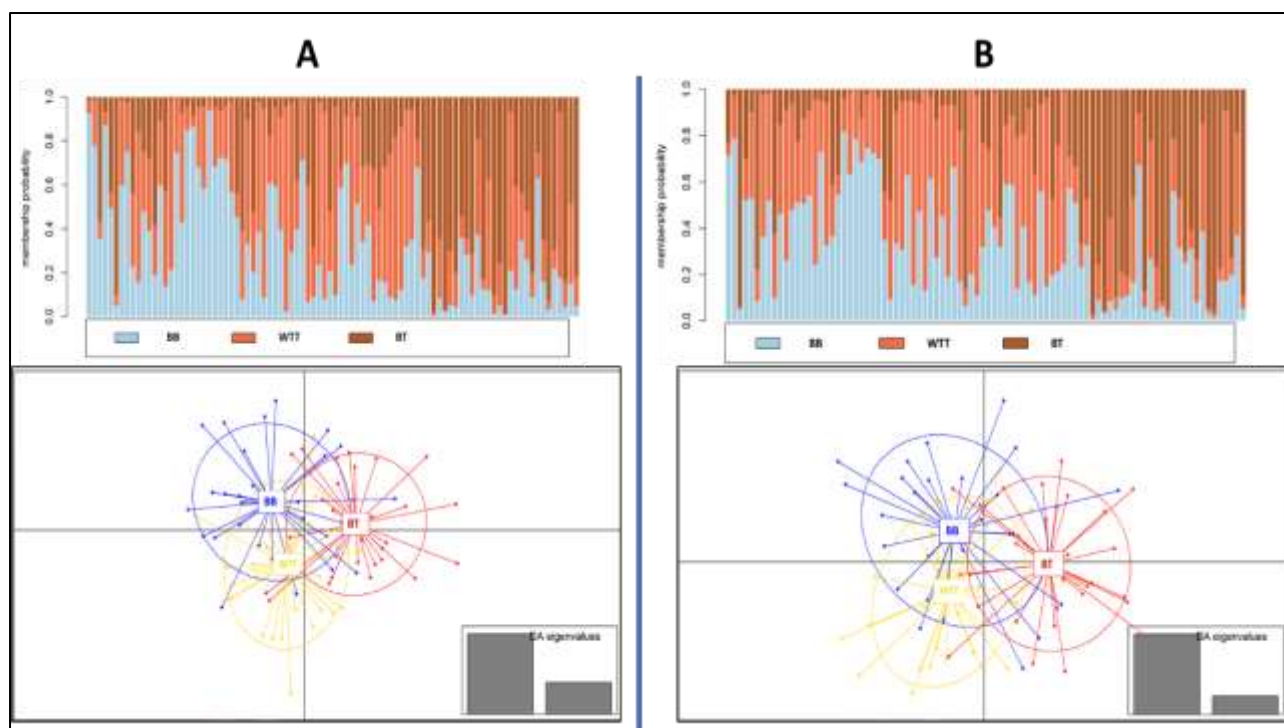 A
B
membership probability
1.0
0.8
0.6
0.4
0.2
0.0
BB WTT BT
membership probability
1.0
0.8
0.6
0.4
0.2
0.0
BB WTT BT
BB
BT
WTT
DA eigenvalues
BB
BT
WTT
DA eigenvalues